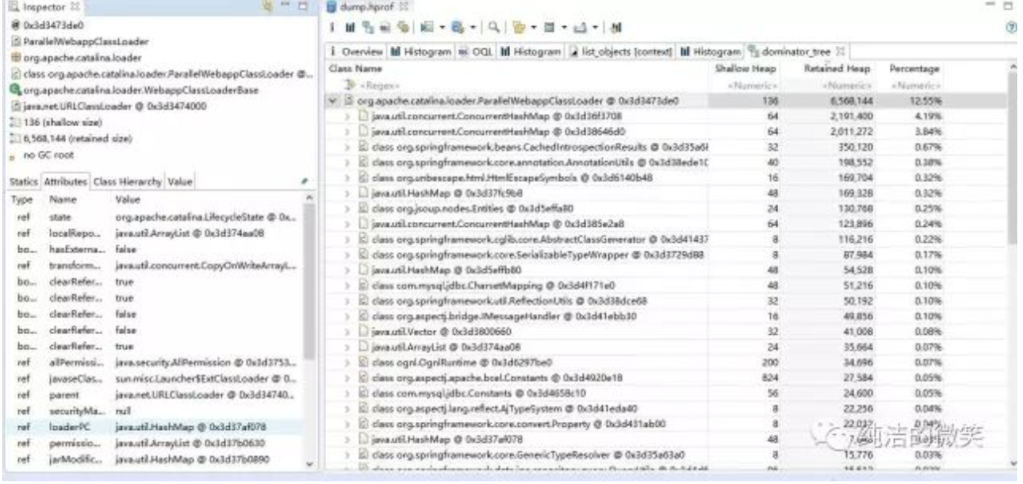 Inspector
@ 0x3d3473de0
ParallelWebappClassLoader
org.apache.catalina.loader
class org.apache.catalina.loader.ParallelWebappClassLoader @...
org.apache.catalina.loader.WebappClassLoaderBase
java.net.URLClassLoader @ 0x3d3474000
136 (shallow size)
6,568,144 (retained size)
no GC root
Statics Attributes Class Hierarchy Value
Type Name Value
ref state org.apache.catalina.LifecycleState @ 0x...
ref localRepo... java.util.ArrayList @ 0x3d374aa08
bo... hasExterna... false
ref transform... java.util.concurrent.CopyOnWriteArrayL...
bo... clearRefer... true
bo... clearRefer... true
bo... clearRefer... false
bo... clearRefer... false
bo... clearRefer... true
ref allPermissi... java.security.AllPermission @ 0x3d3753...
ref javaseClas... sun.misc.Launcher$ExtClassLoader @ 0...
ref parent java.net.URLClassLoader @ 0x3d34740...
ref securityMa... null
ref loaderPC java.util.HashMap @ 0x3d37af078
ref permissio... java.util.ArrayList @ 0x3d37b0630
ref jarModific... java.util.HashMap @ 0x3d37b0890
dump.hprof
i Overview Histogram OQL Histogram list_objects [context] Histogram dominator_tree
Class Name Shallow Heap Retained Heap Percentage
<Regex> <Numeric> <Numeric> <Numeric>
org.apache.catalina.loader.ParallelWebappClassLoader @ 0x3d3473de0 136 6,568,144 12.55%
java.util.concurrent.ConcurrentHashMap @ 0x3d36f3708 64 2,191,400 4.19%
java.util.concurrent.ConcurrentHashMap @ 0x3d38646d0 64 2,011,272 3.84%
class org.springframework.beans.CachedIntrospectionResults @ 0x3d35a68 32 350,120 0.67%
class org.springframework.core.annotation.AnnotationUtils @ 0x3d38ede10 40 198,552 0.38%
class org.unbescape.html.HtmlEscapeSymbols @ 0x3d6140b48 16 169,704 0.32%
java.util.HashMap @ 0x3d37fc9b8 48 169,328 0.32%
class org.jsoup.nodes.Entities @ 0x3d5effa80 24 130,768 0.25%
java.util.concurrent.ConcurrentHashMap @ 0x3d385e2a8 64 123,896 0.24%
class org.springframework.cglib.core.AbstractClassGenerator @ 0x3d41437 8 116,216 0.22%
class org.springframework.core.SerializableTypeWrapper @ 0x3d3729d88 8 87,984 0.17%
java.util.HashMap @ 0x3d5effb80 48 54,528 0.10%
class com.mysql.jdbc.CharsetMapping @ 0x3d4f171e0 48 51,216 0.10%
class org.springframework.util.ReflectionUtils @ 0x3d38dce68 32 50,192 0.10%
class org.aspectj.bridge.IMessageHandler @ 0x3d41ebb30 16 49,856 0.10%
java.util.Vector @ 0x3d3800660 32 41,008 0.08%
java.util.ArrayList @ 0x3d374aa08 24 35,664 0.07%
class ognl.OgnlRuntime @ 0x3d6297be0 200 34,696 0.07%
class org.aspectj.apache.bcel.Constants @ 0x3d4920e18 824 27,584 0.05%
class com.mysql.jdbc.Constants @ 0x3d4658c10 56 24,600 0.05%
class org.aspectj.lang.reflect.AjTypeSystem @ 0x3d41eda40 8 22,256 0.04%
class org.springframework.core.convert.Property @ 0x3d431ab00 8 22,032 0.04%
java.util.HashMap @ 0x3d37af078 48
class org.springframework.core.GenericTypeResolver @ 0x3d35a63a0 8 15,776 0.03%
纯洁的微笑